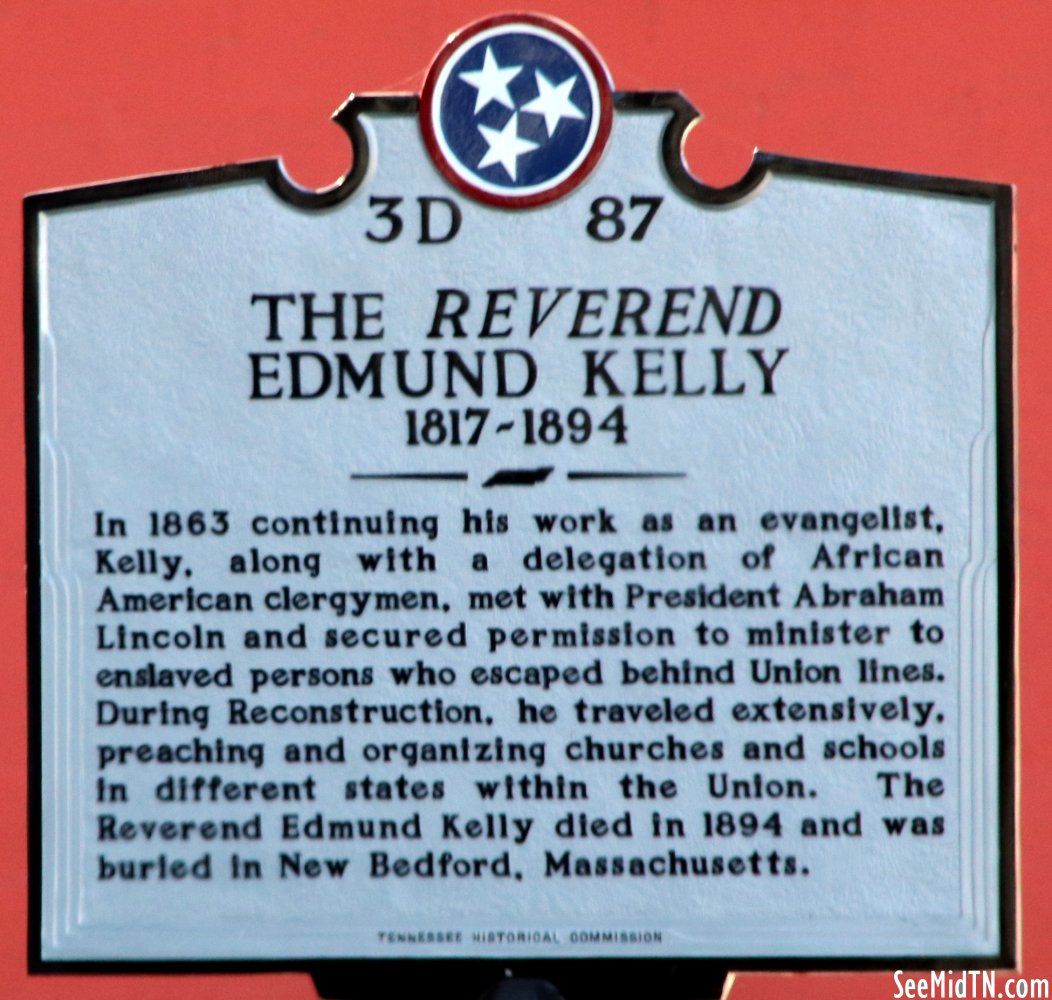 3D 87
THE REVEREND
EDMUND KELLY
1817-1894
In 1863 continuing his work as an evangelist,
Kelly, along with a delegation of African
American clergymen, met with President Abraham
Lincoln and secured permission to minister to
enslaved persons who escaped behind Union lines.
During Reconstruction, he traveled extensively,
preaching and organizing churches and schools
in different states within the Union. The
Reverend Edmund Kelly died in 1894 and was
buried in New Bedford, Massachusetts.
TENNESSEE HISTORICAL COMMISSION
SeeMidTN.com